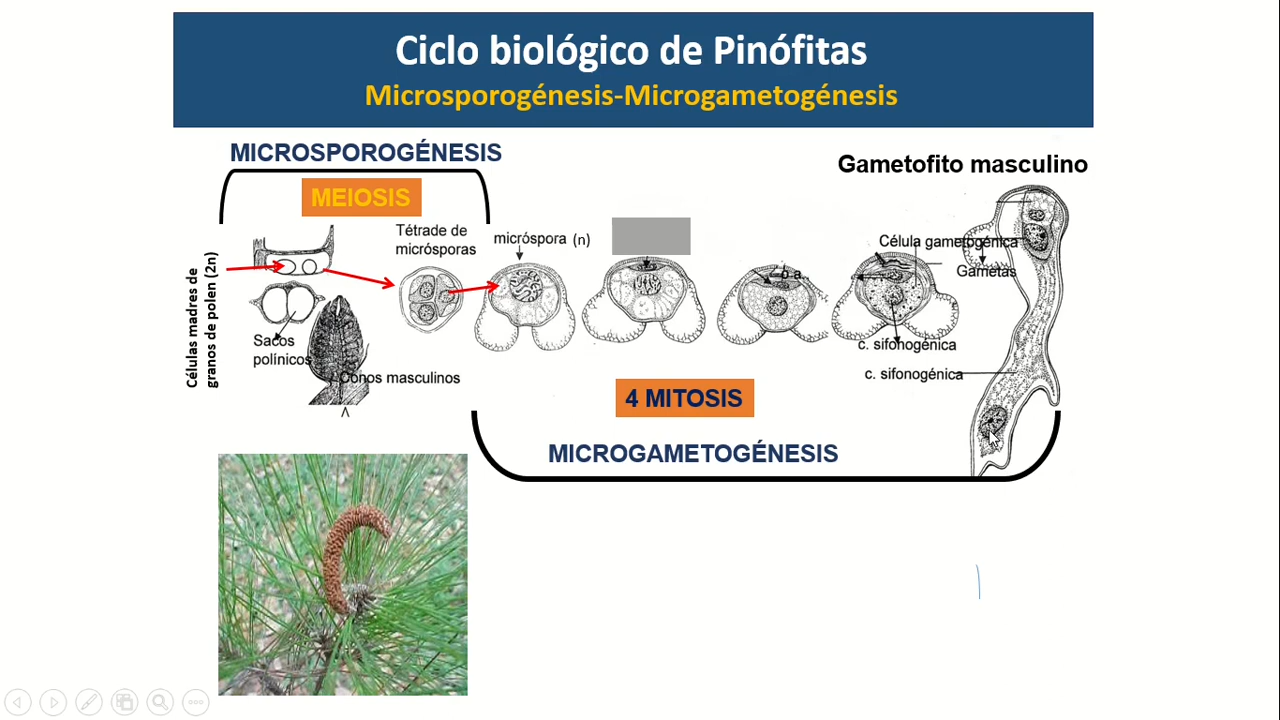 Ciclo biológico de Pinófitas
Microsporogénesis-Microgametogénesis
MICROSPOROGÉNESIS
MEIOSIS
Gametofito masculino
Células madres de
granos de polen (2n)
Tétrade de
micrósporas
micróspora (n)
Célula gametogénica
Gametas
Sacos
polínicos
Conos masculinos
c. sifonogénica
c. sifonogénica
4 MITOSIS
MICROGAMETOGÉNESIS